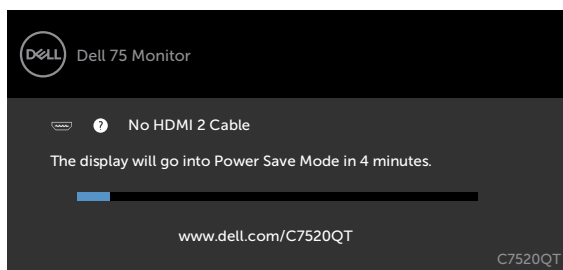 DELL
Dell 75 Monitor
? No HDMI 2 Cable
The display will go into Power Save Mode in 4 minutes.
www.dell.com/C7520QT
C7520QT